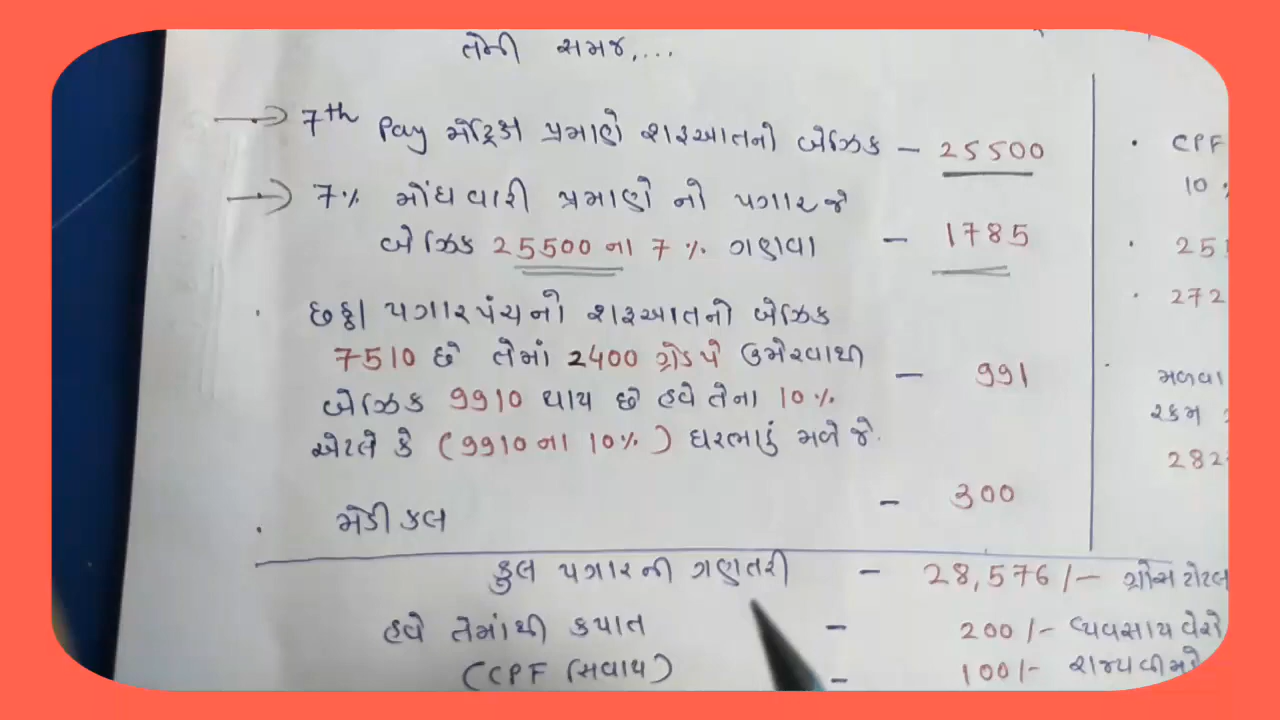 તેની સમજ,...
→ 7th Pay મેટ્રિક્સ પ્રમાણે શરૂઆતનો બેઝિક - 25500
→ 7% મોંઘવારી પ્રમાણે નો પગાર જે
બેઝિક 25500 ના 7 % ગણવા - 1785
. છઠ્ઠા પગારપંચનો શરૂઆતનો બેઝિક
7510 છે તેમાં 2400 ગ્રેડ પે ઉમેરવાથી
બેઝિક 9910 થાય છે હવે તેના 10% - 991
એટલે કે (9910 ના 10%) ઘરભાડું મળે જે.
. મેડીકલ - 300
કુલ પગારની ગણતરી - 28,576/- ગ્રોસ ટોટલ
હવે તેમાંથી કપાત - 200/- વ્યવસાય વેરો
(CPF સિવાય) - 100/- રાજ્ય વીમો
. CPF
10
. 25
. 272
. મળવા
રકમ
282